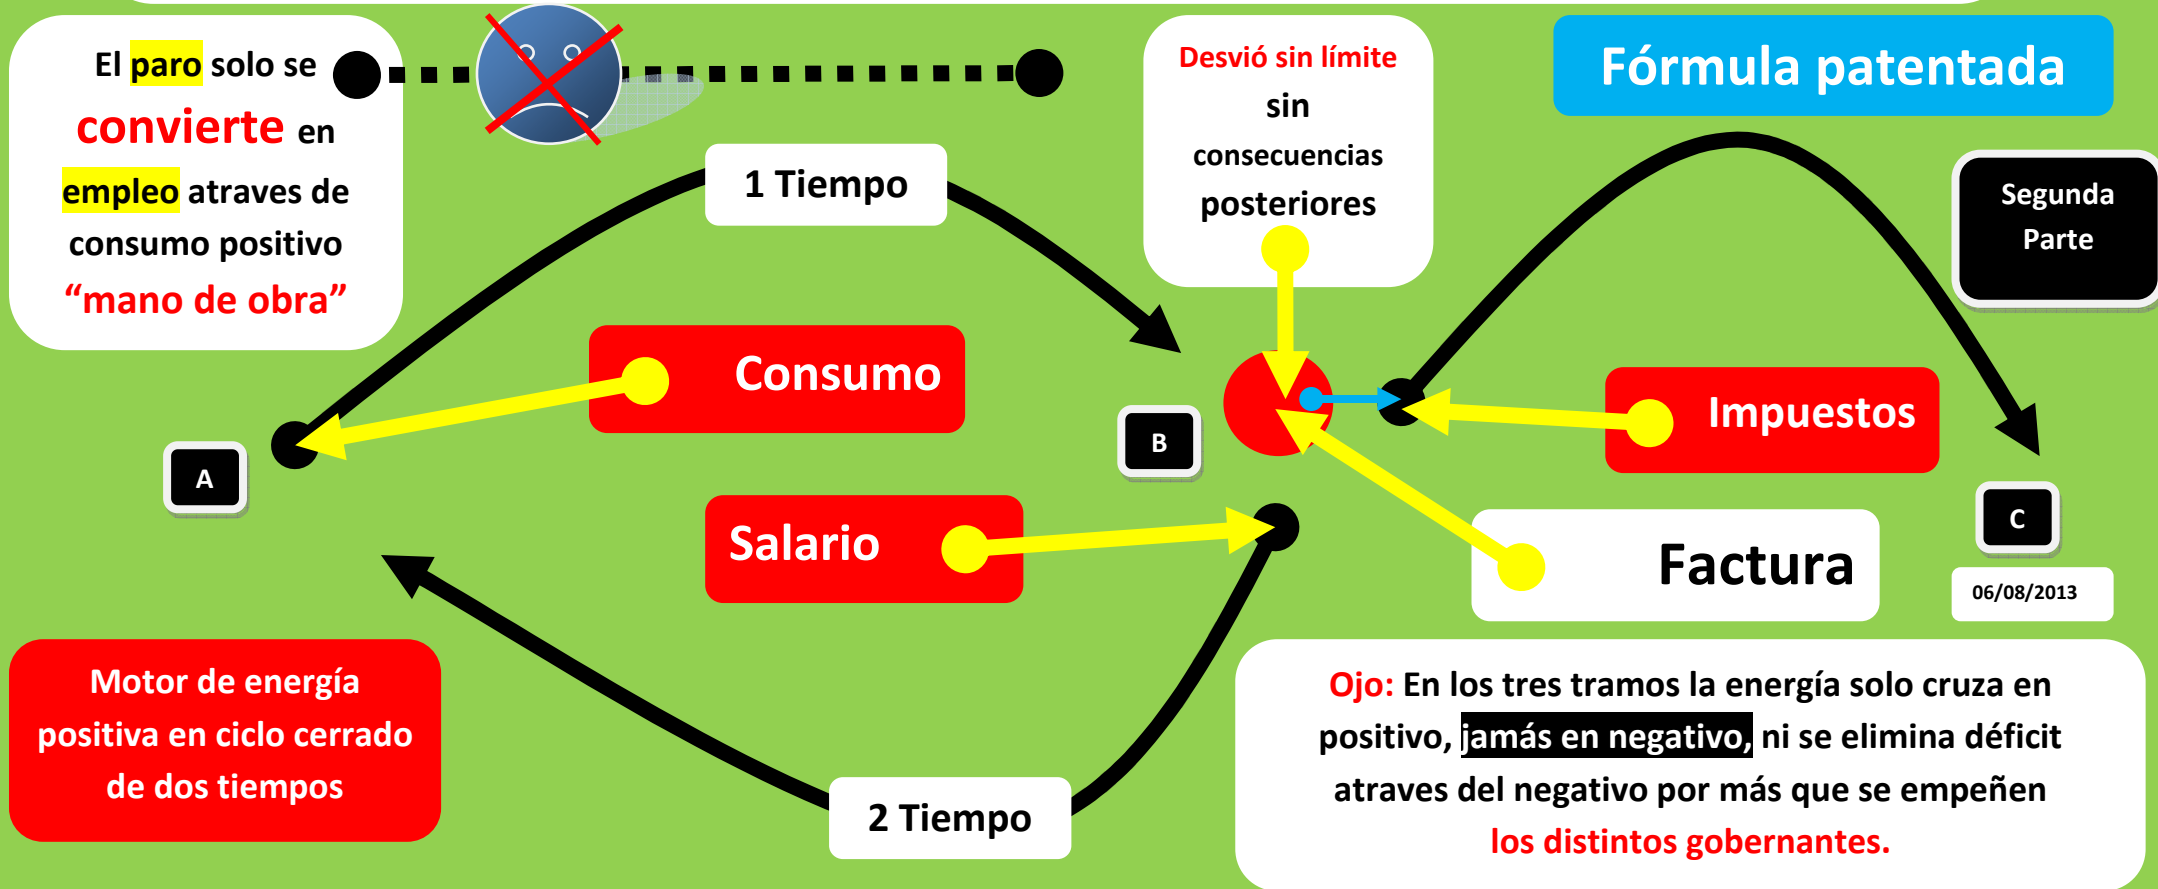 El paro solo se
convierte en
empleo atraves de
consumo positivo
“mano de obra”
1 Tiempo
Desvió sin límite
sin
consecuencias
posteriores
Fórmula patentada
Segunda
Parte
Consumo
Impuestos
A
B
C
Salario
Factura
06/08/2013
Motor de energía
positiva en ciclo cerrado
de dos tiempos
2 Tiempo
Ojo: En los tres tramos la energía solo cruza en
positivo, jamás en negativo, ni se elimina déficit
atraves del negativo por más que se empeñen
los distintos gobernantes.